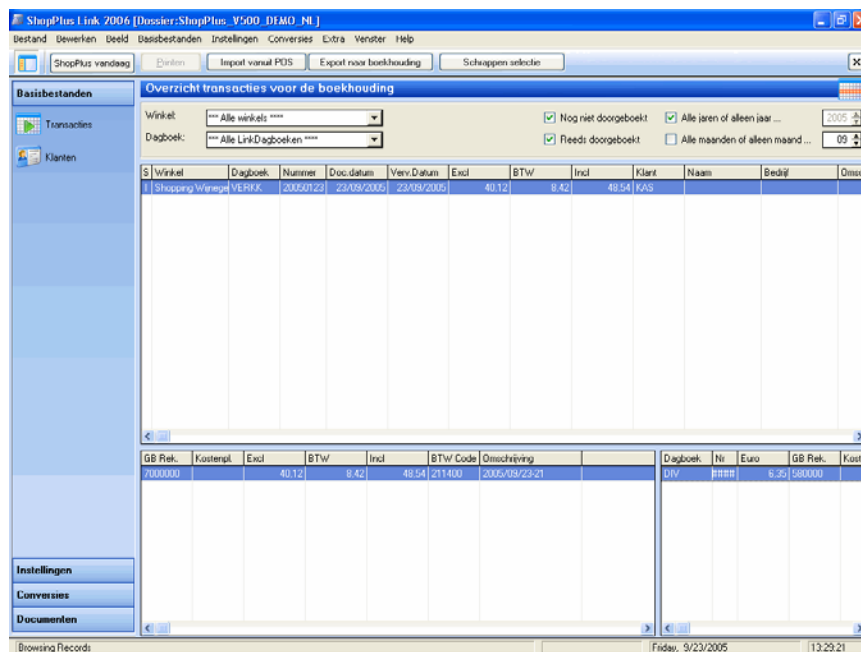 ShopPlus Link 2006 [Dossier:ShopPlus_V500_DEMO_NL]
Bestand Bewerken Beeld Basisbestanden Instellingen Conversies Extra Venster Help
ShopPlus vandaag Printen Import vanuit POS Export naar boekhouding Schrappen selectie
Basisbestanden
Transacties
Klanten
Overzicht transacties voor de boekhouding
Winkel: *** Alle winkels **** Nog niet doorgeboekt Alle jaren of alleen jaar ... 2005
Dagboek: *** Alle LinkDagboeken **** Reeds doorgeboekt Alle maanden of alleen maand ... 09
S Winkel Dagboek Nummer Doc.datum Verv.Datum Excl BTW Incl Klant Naam Bedrijf
I Shopping Wenege VERKK 20050123 23/09/2005 23/09/2005 40.12 8.42 48.54 KAS
GB Rek. Kostenpl. Excl BTW Incl BTW Code Omschrijving
7000000 40.12 8.42 48.54 211400 2005/09/23-21
Dagboek Nr Euro GB Rek. Kost
DIV #### 6.35 580000
Instellingen
Conversies
Documenten
Browsing Records Friday, 9/23/2005 13:29:21